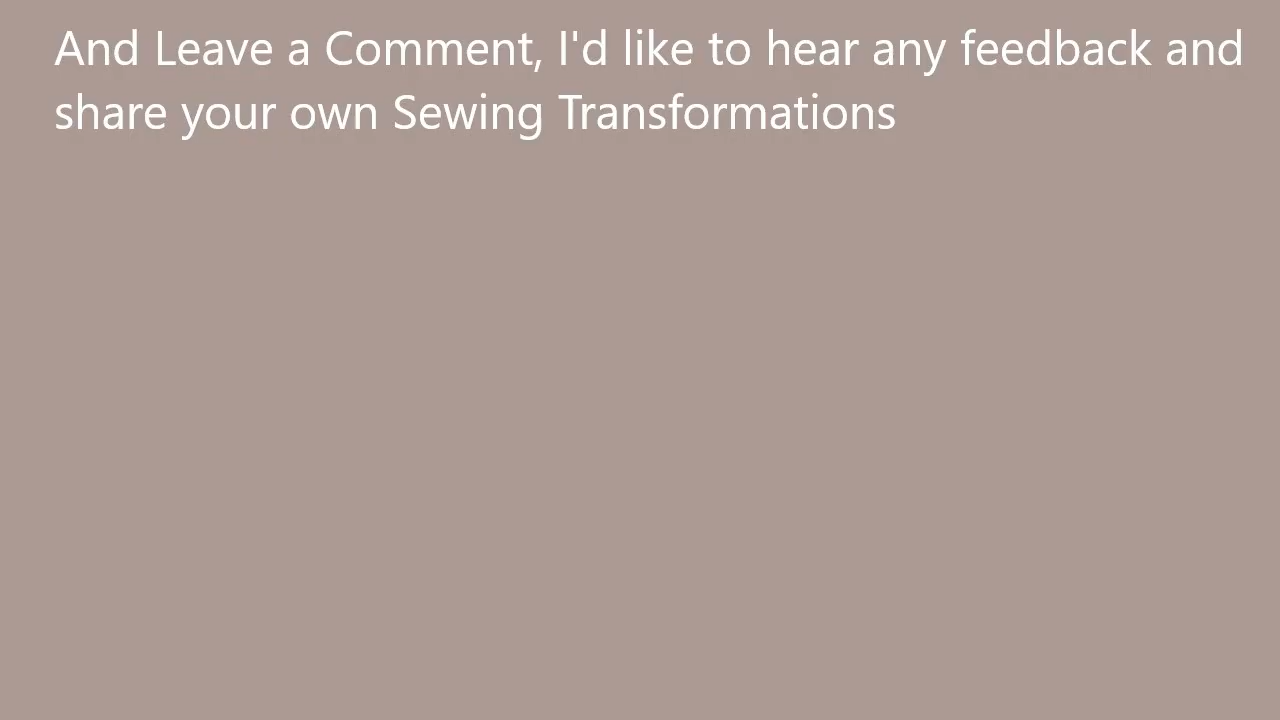 And Leave a Comment, I'd like to hear any feedback and
share your own Sewing Transformations